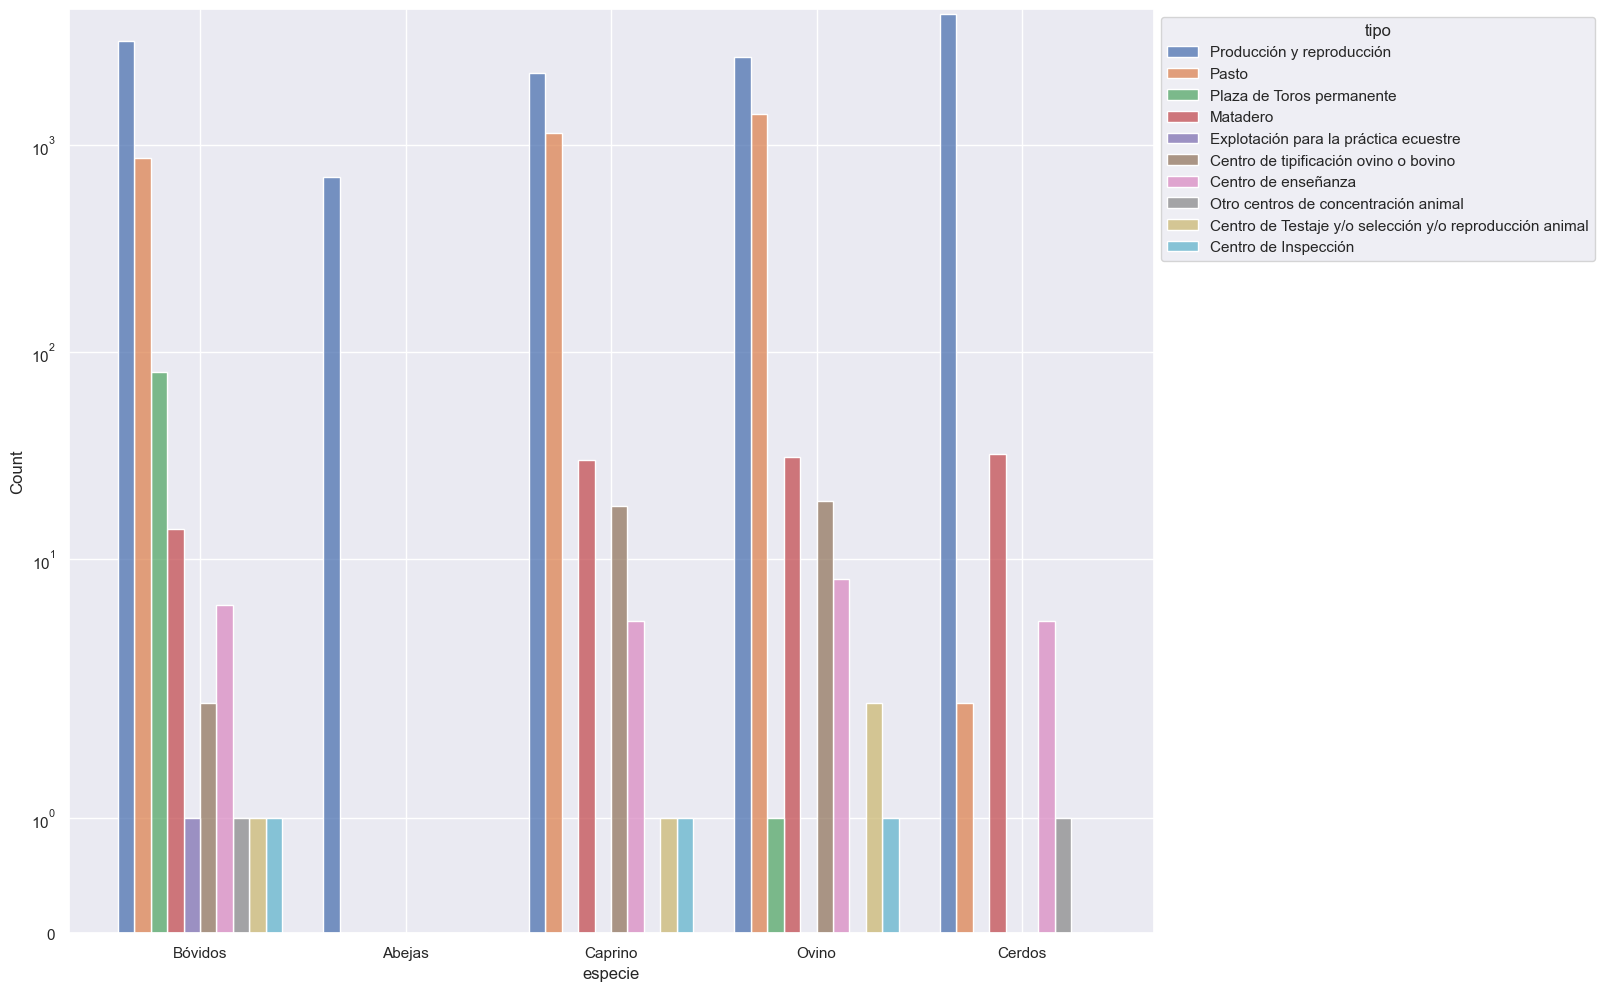 tipo
Producción y reproducción
Pasto
Plaza de Toros permanente
Matadero
Explotación para la práctica ecuestre
Centro de tipificación ovino o bovino
Centro de enseñanza
Otro centros de concentración animal
Centro de Testaje y/o selección y/o reproducción animal
Centro de Inspección
Count
10³
10²
10¹
10⁰
0
Bóvidos Abejas Caprino Ovino Cerdos
especie